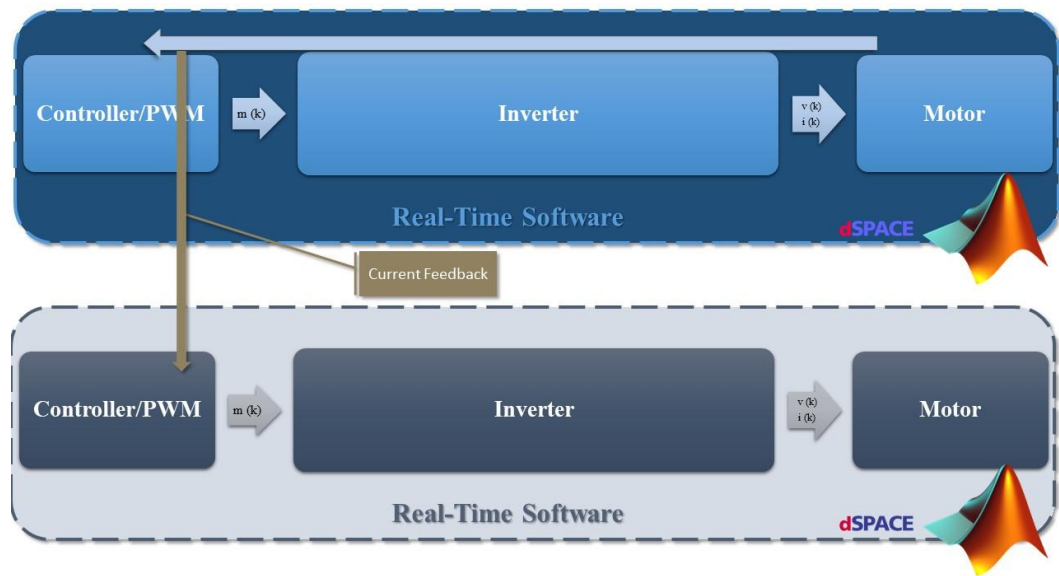 Controller/PWM
m (k)
Inverter
v (k)
i (k)
Motor
Real-Time Software
dSPACE
Current Feedback
Controller/PWM
m (k)
Inverter
v (k)
i (k)
Motor
Real-Time Software
dSPACE